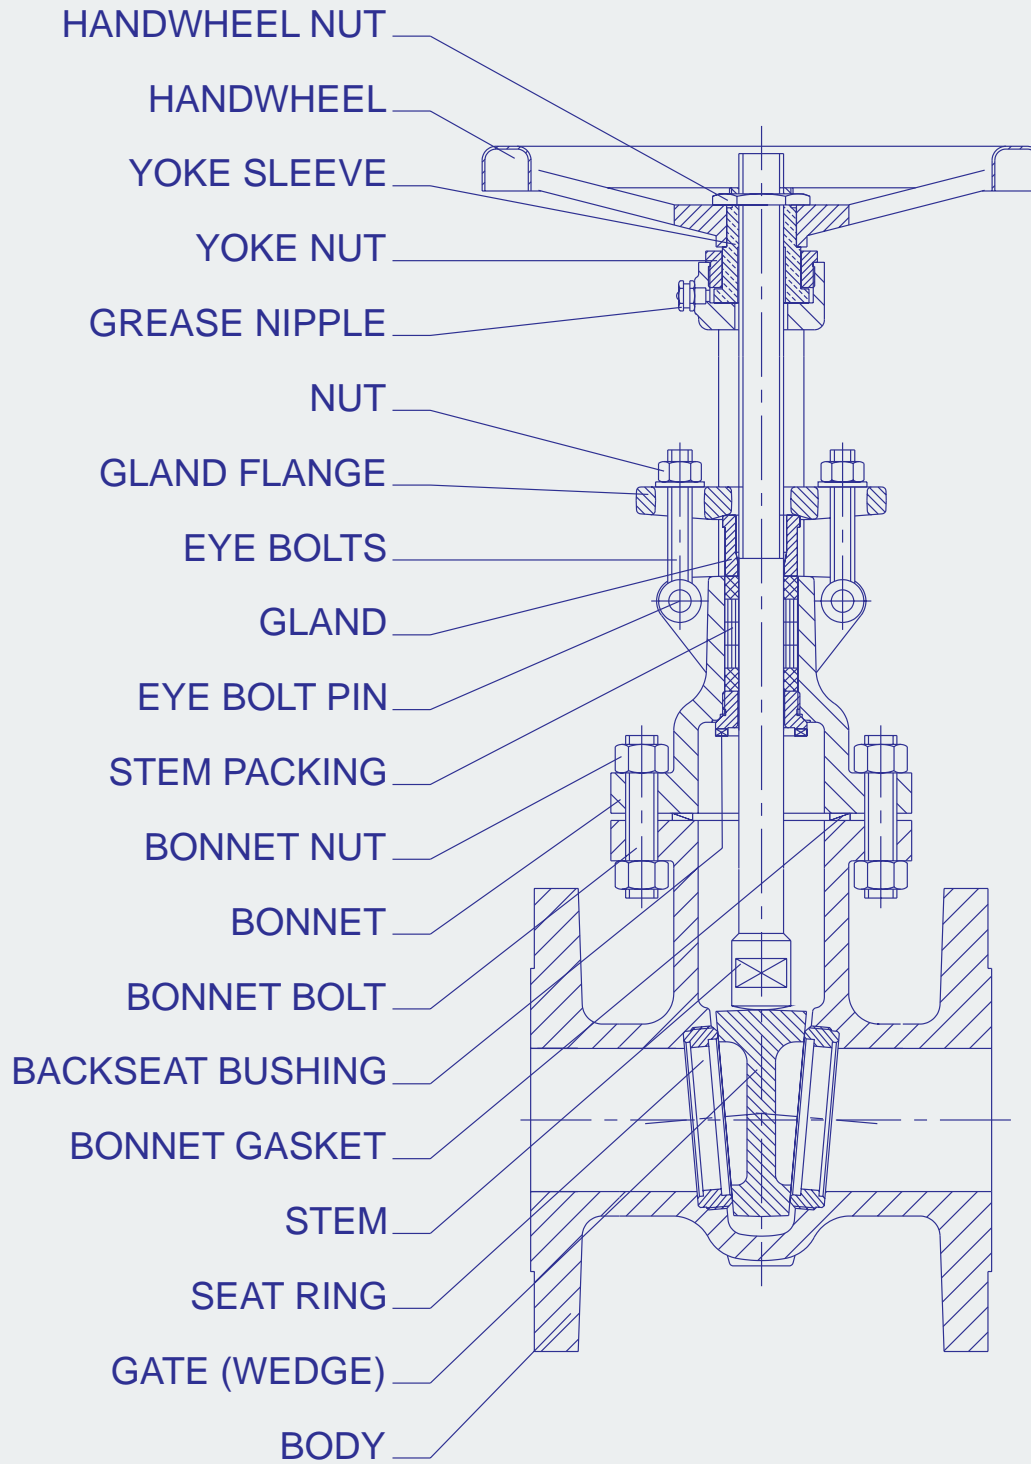 HANDWHEEL NUT
HANDWHEEL
YOKE SLEEVE
YOKE NUT
GREASE NIPPLE
NUT
GLAND FLANGE
EYE BOLTS
GLAND
EYE BOLT PIN
STEM PACKING
BONNET NUT
BONNET
BONNET BOLT
BACKSEAT BUSHING
BONNET GASKET
STEM
SEAT RING
GATE (WEDGE)
BODY